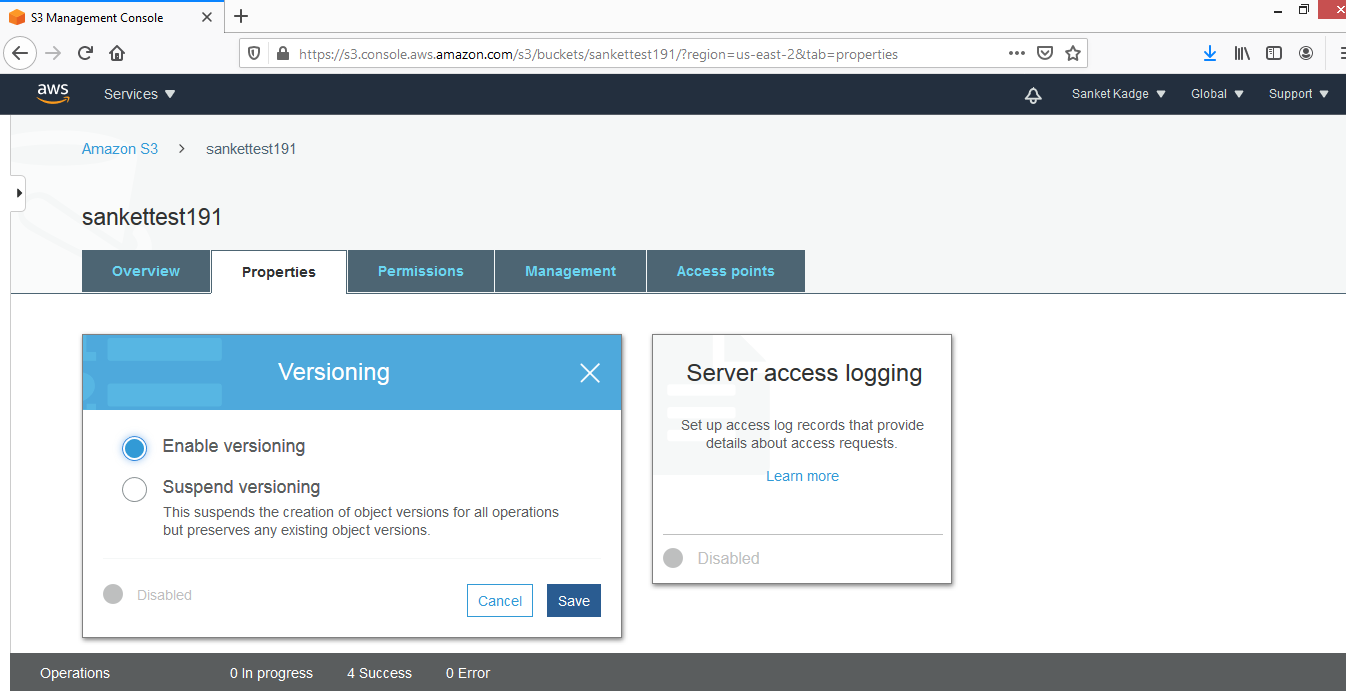 S3 Management Console
https://s3.console.aws.amazon.com/s3/buckets/sankettest191/?region=us-east-2&tab=properties
aws Services Sanket Kadge Global Support
Amazon S3 > sankettest191
sankettest191
Overview Properties Permissions Management Access points
Versioning
Enable versioning
Suspend versioning
This suspends the creation of object versions for all operations
but preserves any existing object versions.
Disabled Cancel Save
Server access logging
Set up access log records that provide
details about access requests.
Learn more
Disabled
Operations 0 In progress 4 Success 0 Error